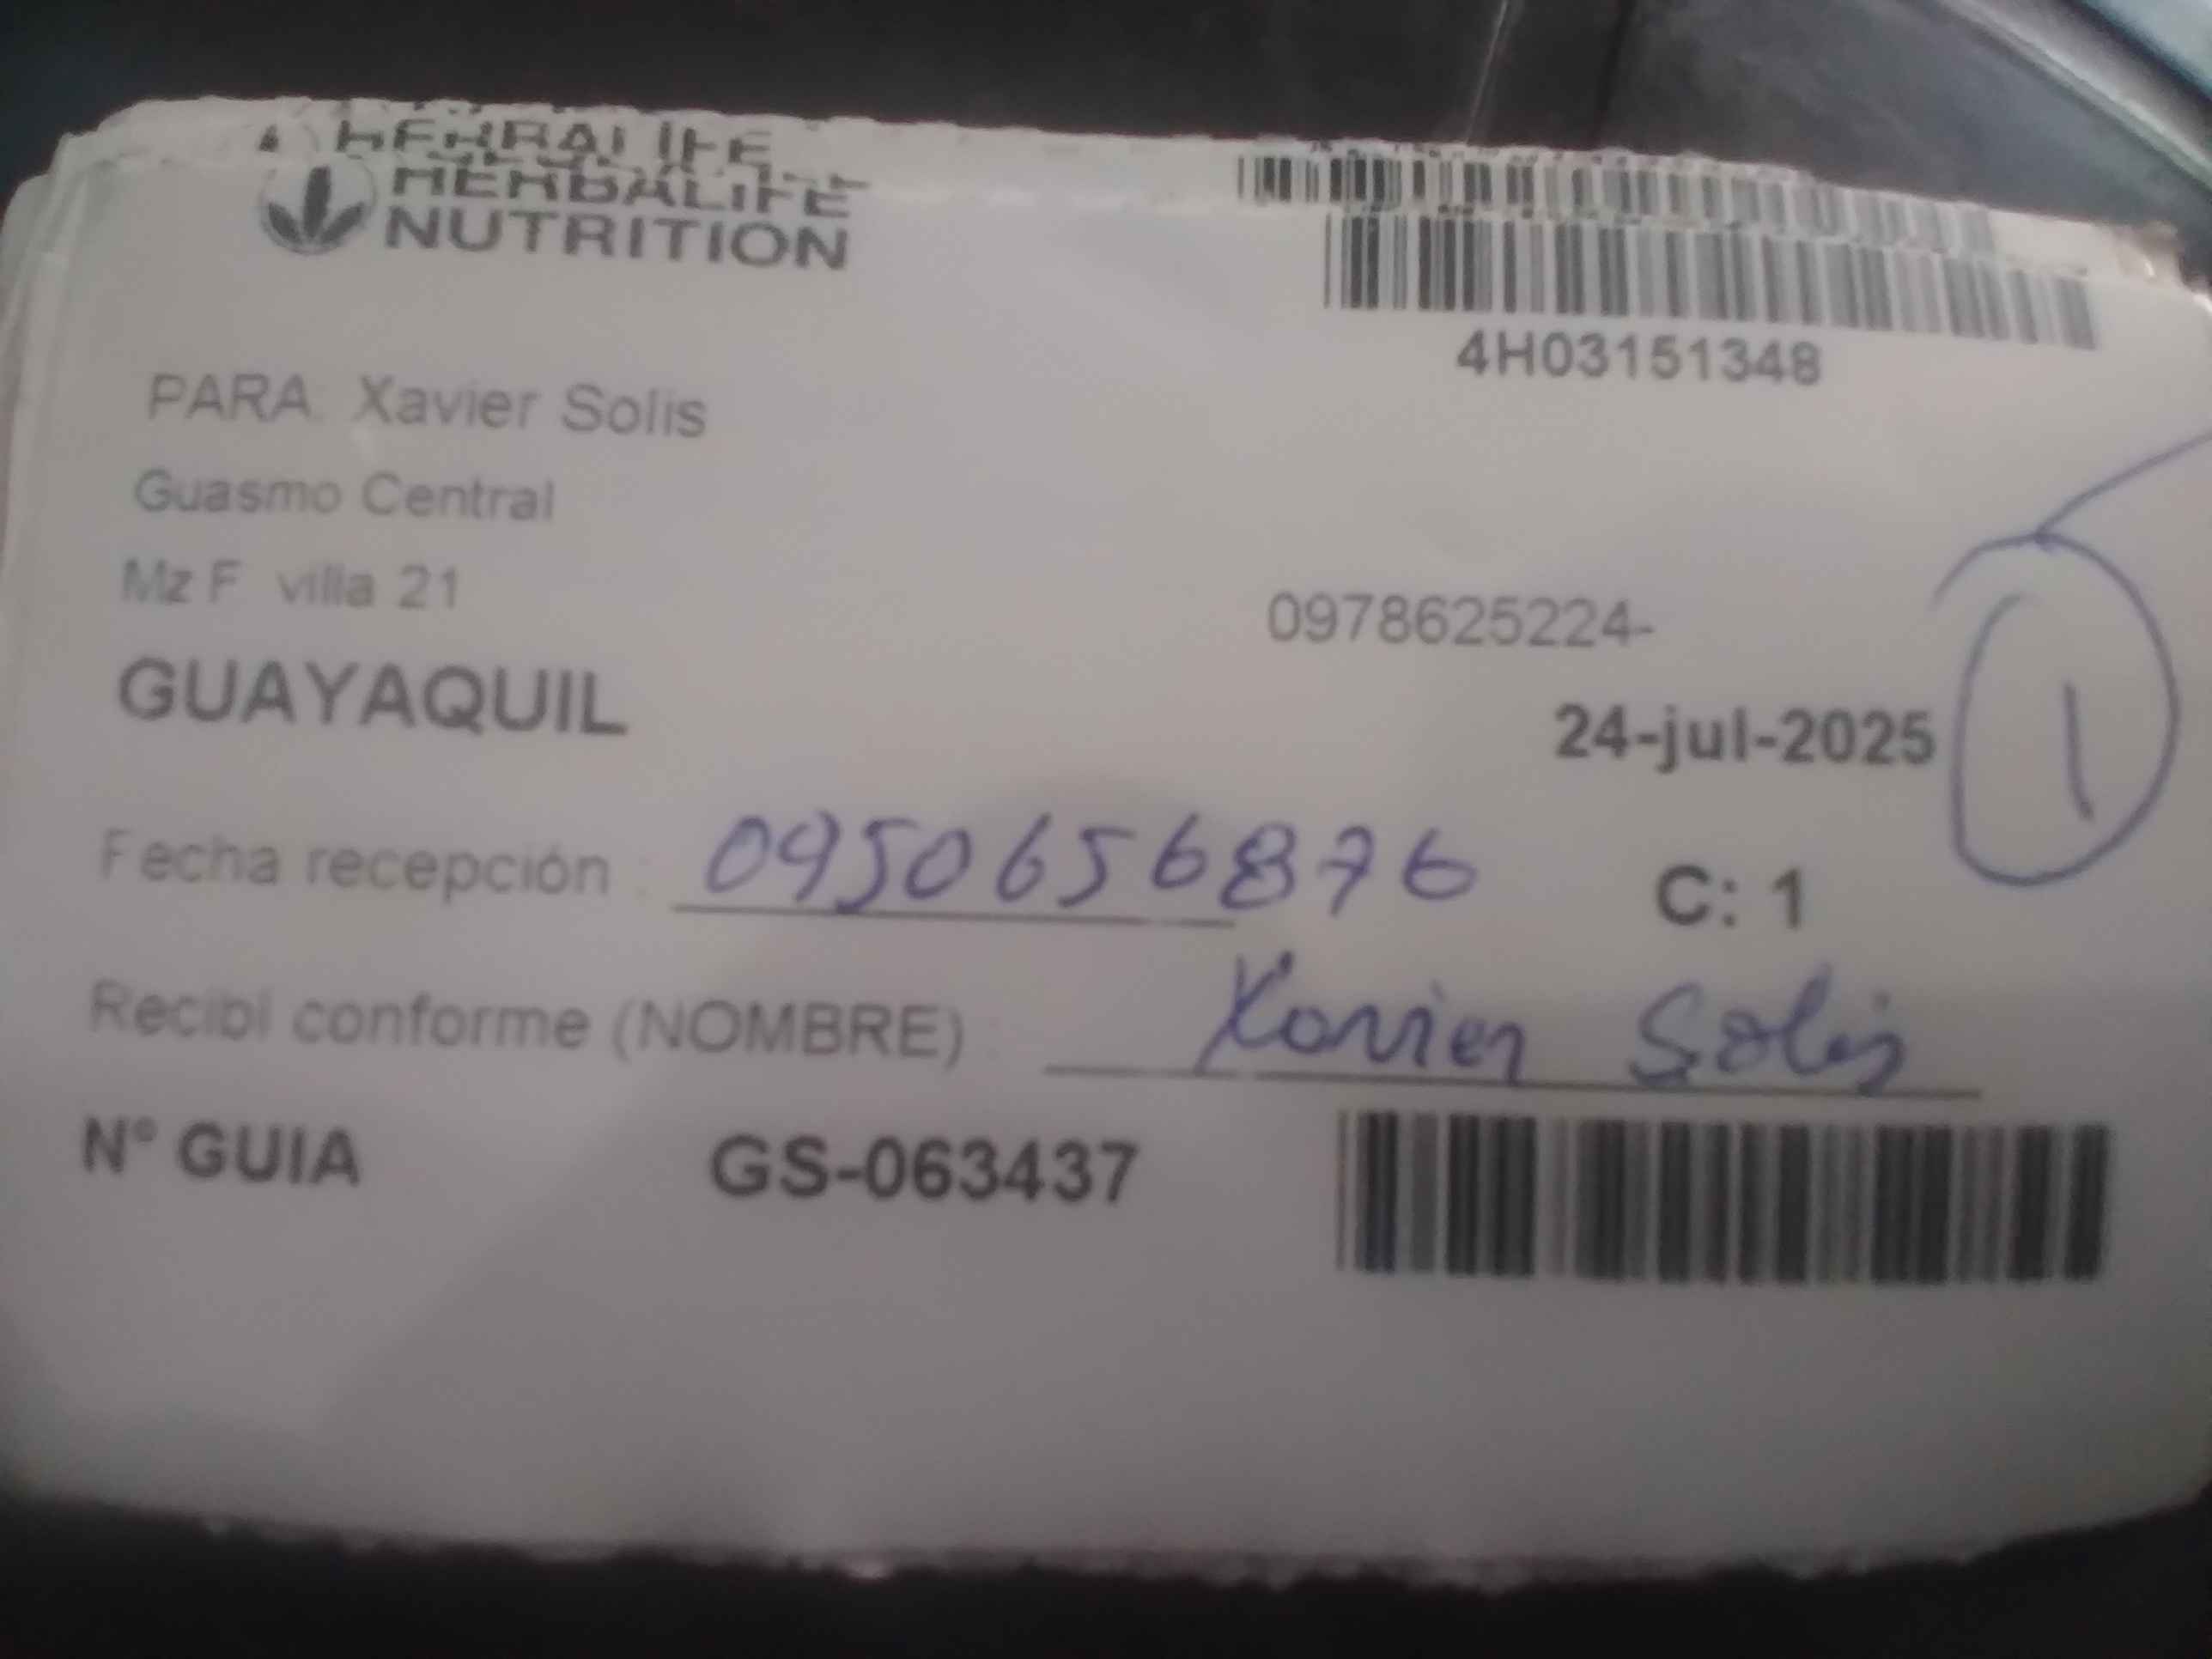 HERBALIFE
HERBALIFE
NUTRITION
4H03151348
PARA Xavier Solis
Guasmo Central
Mz F villa 21
0978625224-
GUAYAQUIL
24-jul-2025
1
Fecha recepción : 0950656876
C: 1
Recibi conforme (NOMBRE) Xavier Solis
N° GUIA GS-063437